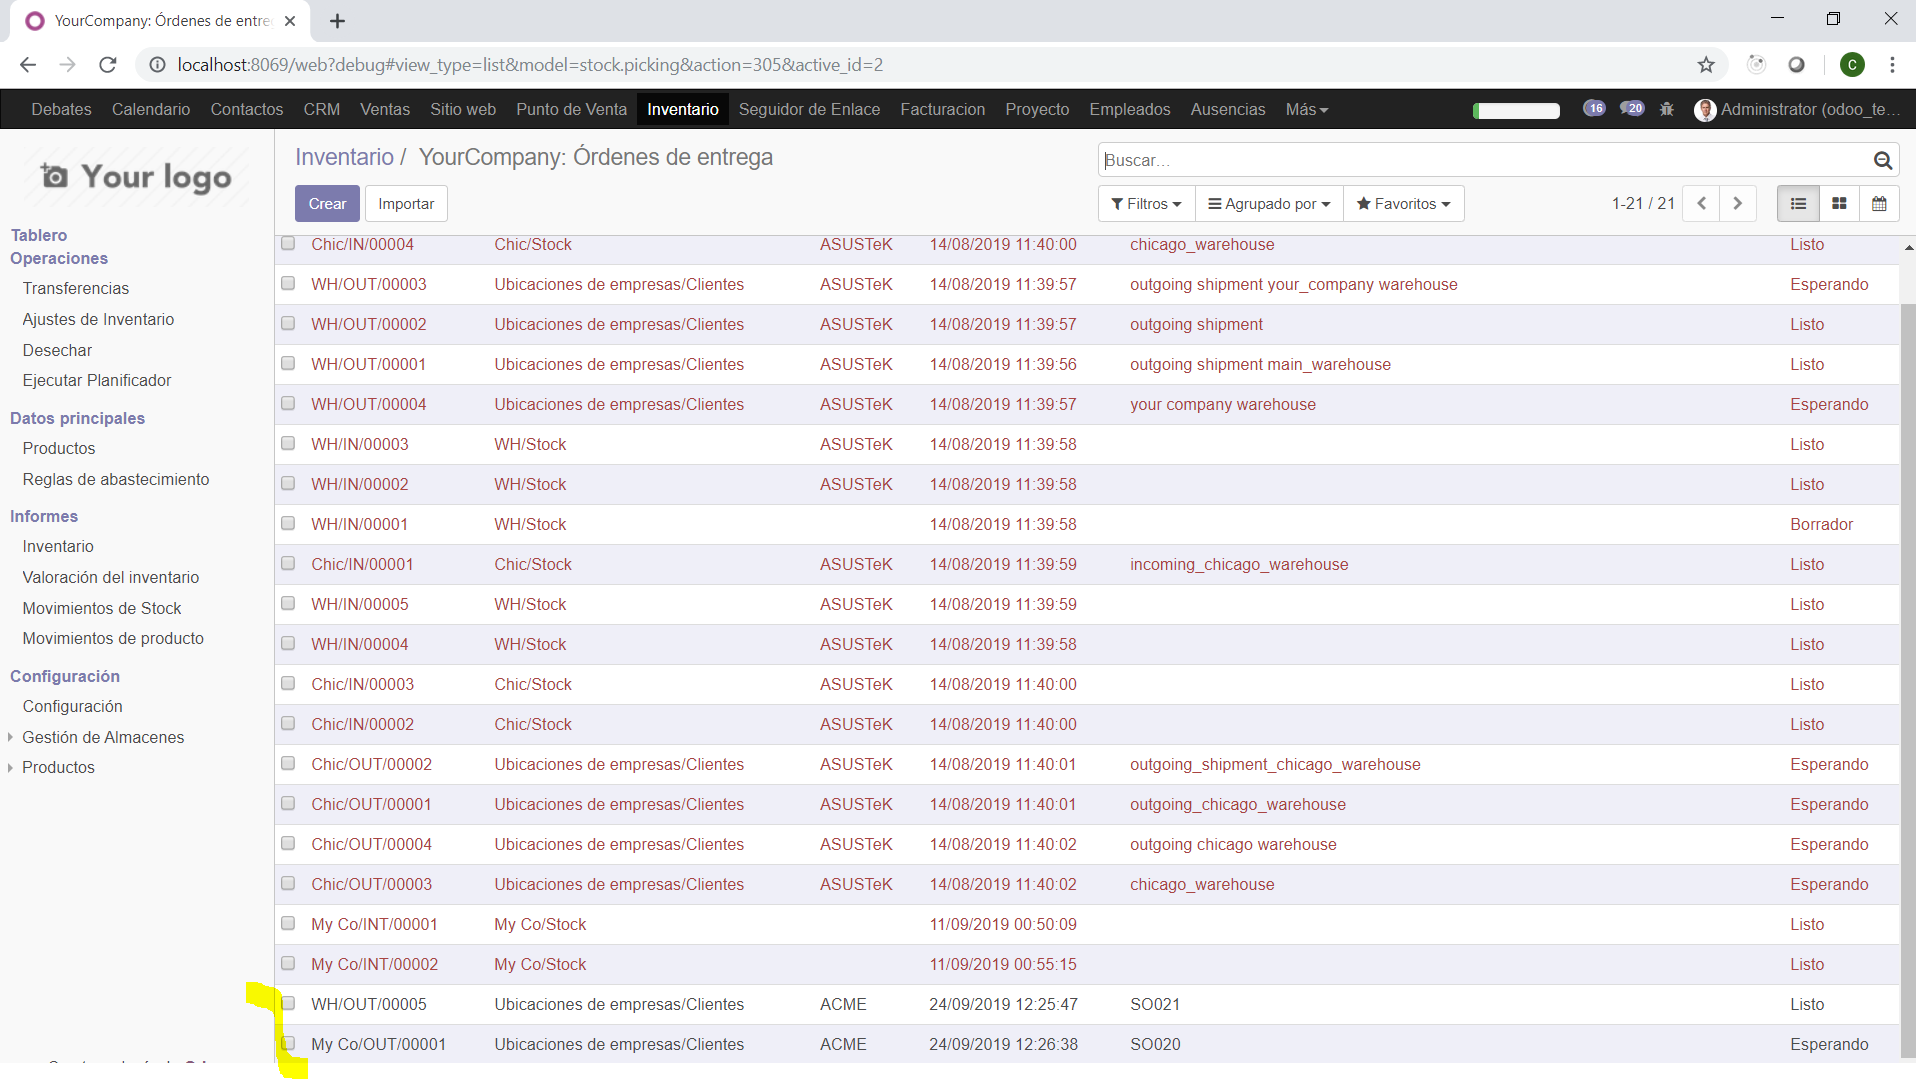 YourCompany: Órdenes de entre
localhost:8069/web?debug#view_type=list&model=stock.picking&action=305&active_id=2
C
Debates Calendario Contactos CRM Ventas Sitio web Punto de Venta Inventario Seguidor de Enlace Facturacion Proyecto Empleados Ausencias Más 16 20 Administrator (odoo_te...
Your logo
Inventario / YourCompany: Órdenes de entrega
Buscar...
Crear Importar
Filtros Agrupado por Favoritos 1-21 / 21
Tablero
Operaciones
Transferencias
Ajustes de Inventario
Desechar
Ejecutar Planificador
Datos principales
Productos
Reglas de abastecimiento
Informes
Inventario
Valoración del inventario
Movimientos de Stock
Movimientos de producto
Configuración
Configuración
Gestión de Almacenes
Productos
Chic/IN/00004 Chic/Stock ASUSTeK 14/08/2019 11:40:00 chicago_warehouse Listo
WH/OUT/00003 Ubicaciones de empresas/Clientes ASUSTeK 14/08/2019 11:39:57 outgoing shipment your_company warehouse Esperando
WH/OUT/00002 Ubicaciones de empresas/Clientes ASUSTeK 14/08/2019 11:39:57 outgoing shipment Listo
WH/OUT/00001 Ubicaciones de empresas/Clientes ASUSTeK 14/08/2019 11:39:56 outgoing shipment main_warehouse Listo
WH/OUT/00004 Ubicaciones de empresas/Clientes ASUSTeK 14/08/2019 11:39:57 your company warehouse Esperando
WH/IN/00003 WH/Stock ASUSTeK 14/08/2019 11:39:58 Listo
WH/IN/00002 WH/Stock ASUSTeK 14/08/2019 11:39:58 Listo
WH/IN/00001 WH/Stock 14/08/2019 11:39:58 Borrador
Chic/IN/00001 Chic/Stock ASUSTeK 14/08/2019 11:39:59 incoming_chicago_warehouse Listo
WH/IN/00005 WH/Stock ASUSTeK 14/08/2019 11:39:59 Listo
WH/IN/00004 WH/Stock ASUSTeK 14/08/2019 11:39:58 Listo
Chic/IN/00003 Chic/Stock ASUSTeK 14/08/2019 11:40:00 Listo
Chic/IN/00002 Chic/Stock ASUSTeK 14/08/2019 11:40:00 Listo
Chic/OUT/00002 Ubicaciones de empresas/Clientes ASUSTeK 14/08/2019 11:40:01 outgoing_shipment_chicago_warehouse Esperando
Chic/OUT/00001 Ubicaciones de empresas/Clientes ASUSTeK 14/08/2019 11:40:01 outgoing_chicago_warehouse Esperando
Chic/OUT/00004 Ubicaciones de empresas/Clientes ASUSTeK 14/08/2019 11:40:02 outgoing chicago warehouse Esperando
Chic/OUT/00003 Ubicaciones de empresas/Clientes ASUSTeK 14/08/2019 11:40:02 chicago_warehouse Esperando
My Co/INT/00001 My Co/Stock 11/09/2019 00:50:09 Listo
My Co/INT/00002 My Co/Stock 11/09/2019 00:55:15 Listo
WH/OUT/00005 Ubicaciones de empresas/Clientes ACME 24/09/2019 12:25:47 SO021 Listo
My Co/OUT/00001 Ubicaciones de empresas/Clientes ACME 24/09/2019 12:26:38 SO020 Esperando